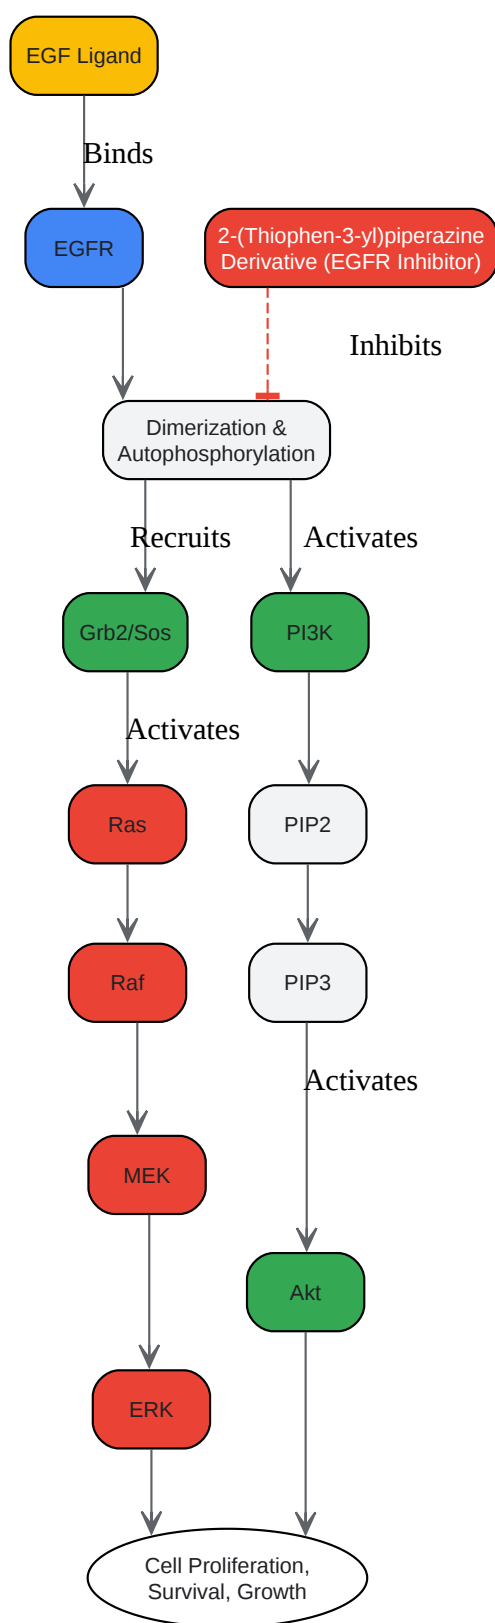 EGF Ligand
Binds
EGFR
2-(Thiophen-3-yl)piperazine
Derivative (EGFR Inhibitor)
Inhibits
Dimerization &
Autophosphorylation
Recruits
Activates
Grb2/Sos
PI3K
Activates
Ras
PIP2
Raf
PIP3
Activates
MEK
Akt
ERK
Cell Proliferation,
Survival, Growth